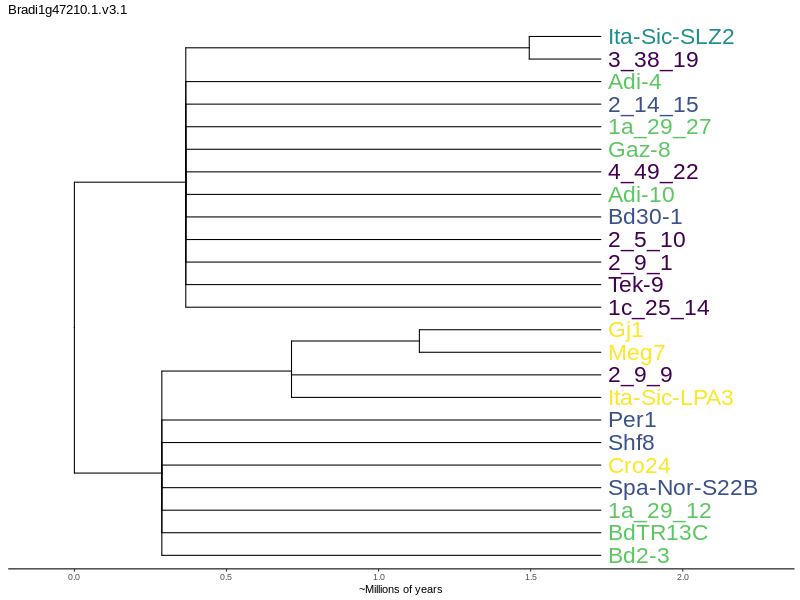 Bradi1g47210.1.v3.1
Ita-Sic-SLZ2
3_38_19
Adi-4
2_14_15
1a_29_27
Gaz-8
4_49_22
Adi-10
Bd30-1
2_5_10
2_9_1
Tek-9
1c_25_14
Gj1
Meg7
2_9_9
Ita-Sic-LPA3
Per1
Shf8
Cro24
Spa-Nor-S22B
1a_29_12
BdTR13C
Bd2-3
0.0 0.5 1.0 1.5 2.0
~Millions of years